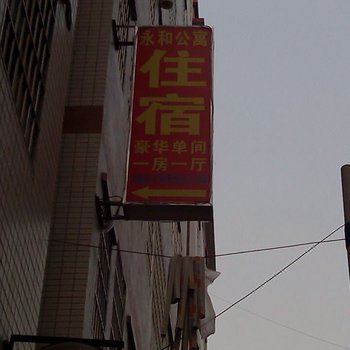 永和公寓
住
宿
豪华单间
一房一厅